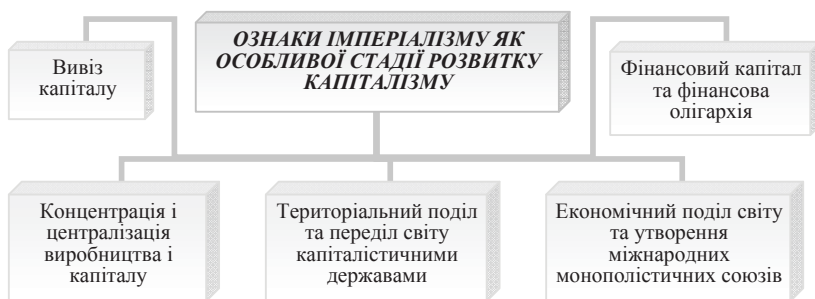 ОЗНАКИ ІМПЕРІАЛІЗМУ ЯК
ОСОБЛИВОЇ СТАДІЇ РОЗВИТКУ
КАПІТАЛІЗМУ
Вивіз
капіталу
Фінансовий капітал
та фінансова
олігархія
Концентрація і
централізація
виробництва і
капіталу
Територіальний поділ
та переділ світу
капіталістичними
державами
Економічний поділ світу
та утворення
міжнародних
монополістичних союзів